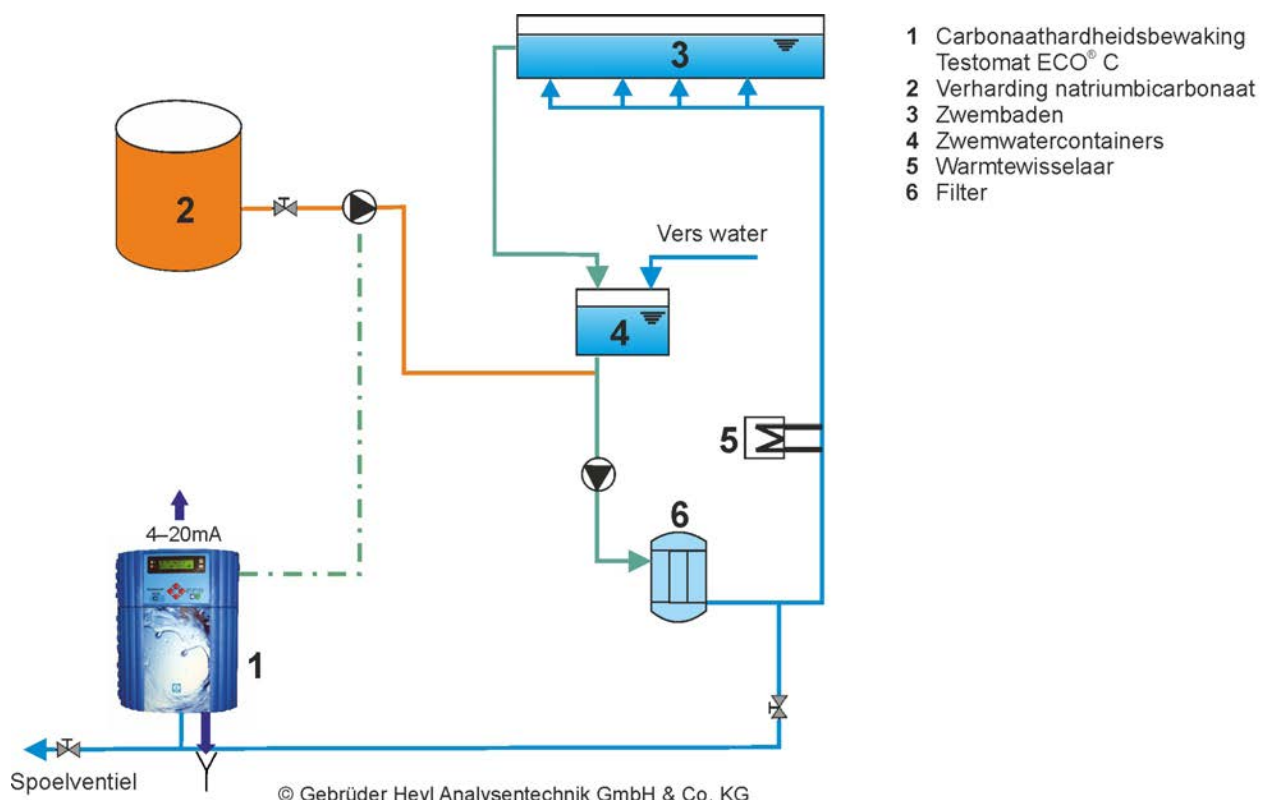 1 Carbonaathardheidsbewaking
Testomat ECO® C
2 Verharding natriumbicarbonaat
3 Zwembaden
4 Zwemwatercontainers
5 Warmtewisselaar
6 Filter
3
2
Vers water
4
5
6
4–20mA
1
Spoelventiel
© Gebrüder Heyl Analysentechnik GmbH & Co. KG